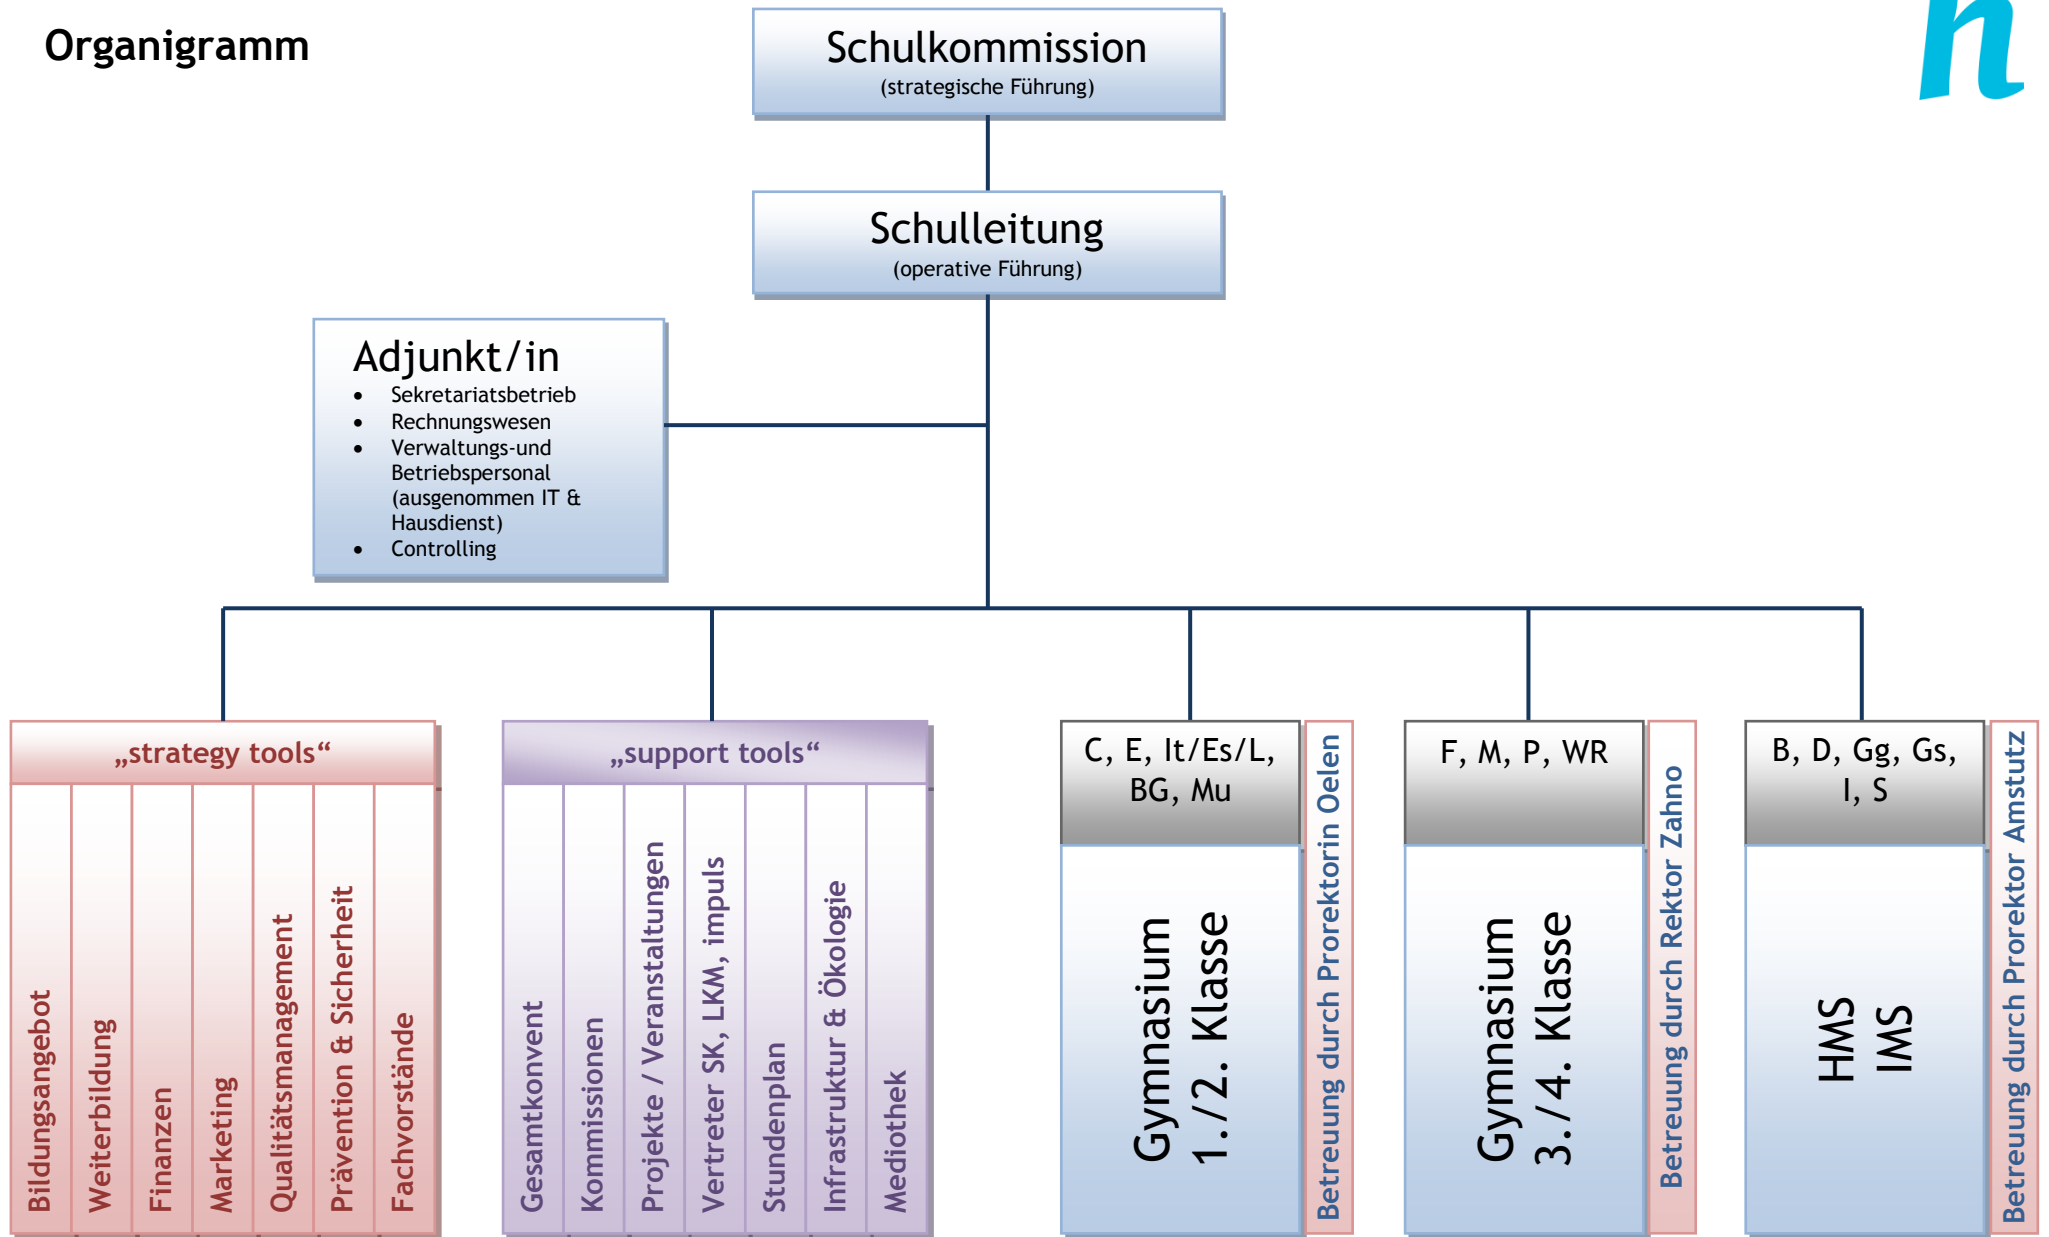 Organigramm
Schulkommission
(strategische Führung)
n
Schulleitung
(operative Führung)
Adjunkt/in
• Sekretariatsbetrieb
• Rechnungswesen
• Verwaltungs-und
Betriebspersonal
(ausgenommen IT &
Hausdienst)
• Controlling
„strategy tools“
Bildungsangebot
Weiterbildung
Finanzen
Marketing
Qualitätsmanagement
Prävention & Sicherheit
Fachvorstände
„support tools“
Gesamtkonvent
Kommissionen
Projekte / Veranstaltungen
Vertreter SK, LKM, impuls
Stundenplan
Infrastruktur & Ökologie
Mediothek
C, E, It/Es/L,
BG, Mu
Gymnasium
1./2. Klasse
Betreuung durch Prorektorin Oelen
F, M, P, WR
Gymnasium
3./4. Klasse
Betreuung durch Rektor Zahno
B, D, Gg, Gs,
I, S
HMS
IMS
Betreuung durch Prorektor Amstutz